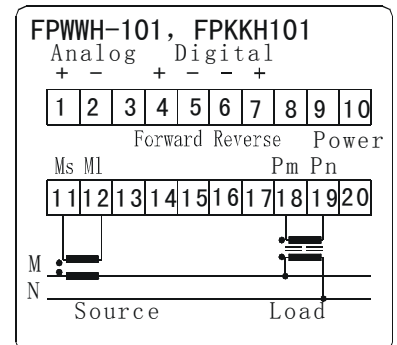 FPWWH-101, FPKKH101
Analog Digital
+ - + - - +
1 2 3 4 5 6 7 8 9 10
Forward Reverse Power
Ms Ml Pm Pn
11 12 13 14 15 16 17 18 19 20
M
N
Source Load